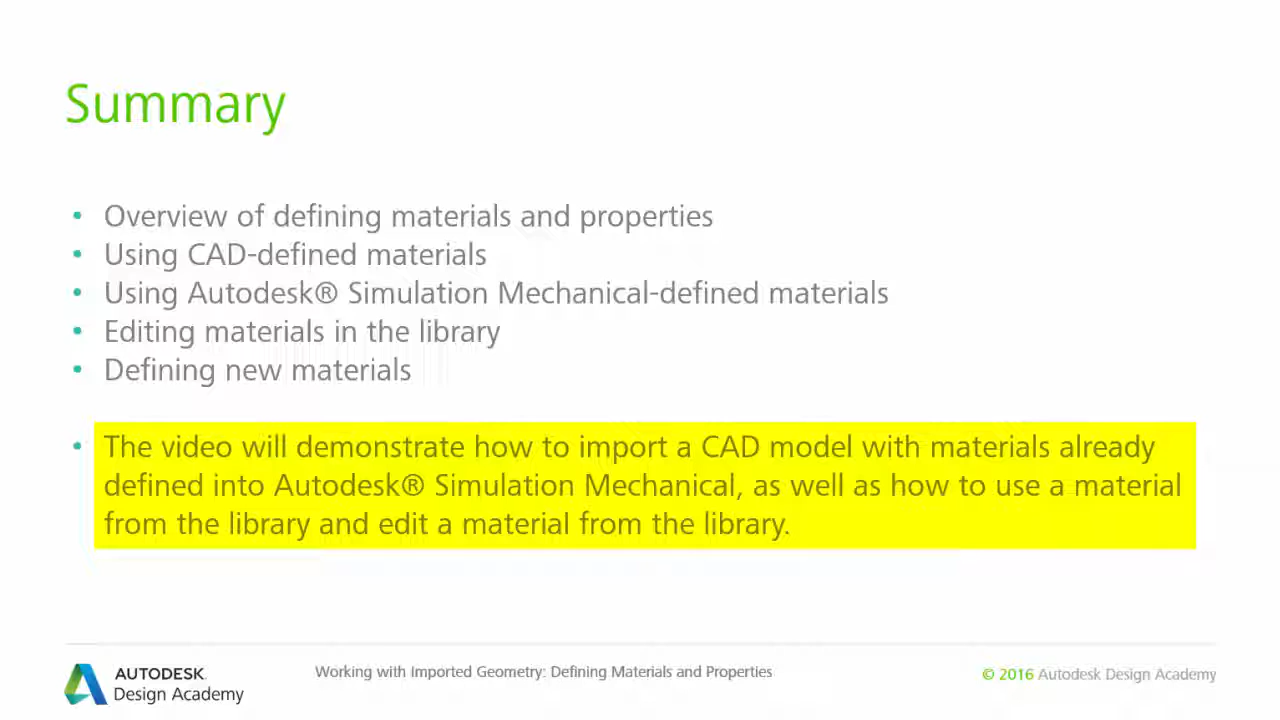 Summary
• Overview of defining materials and properties
• Using CAD-defined materials
• Using Autodesk® Simulation Mechanical-defined materials
• Editing materials in the library
• Defining new materials
• The video will demonstrate how to import a CAD model with materials already
defined into Autodesk® Simulation Mechanical, as well as how to use a material
from the library and edit a material from the library.
AUTODESK
Design Academy
Working with Imported Geometry: Defining Materials and Properties
© 2016 Autodesk Design Academy